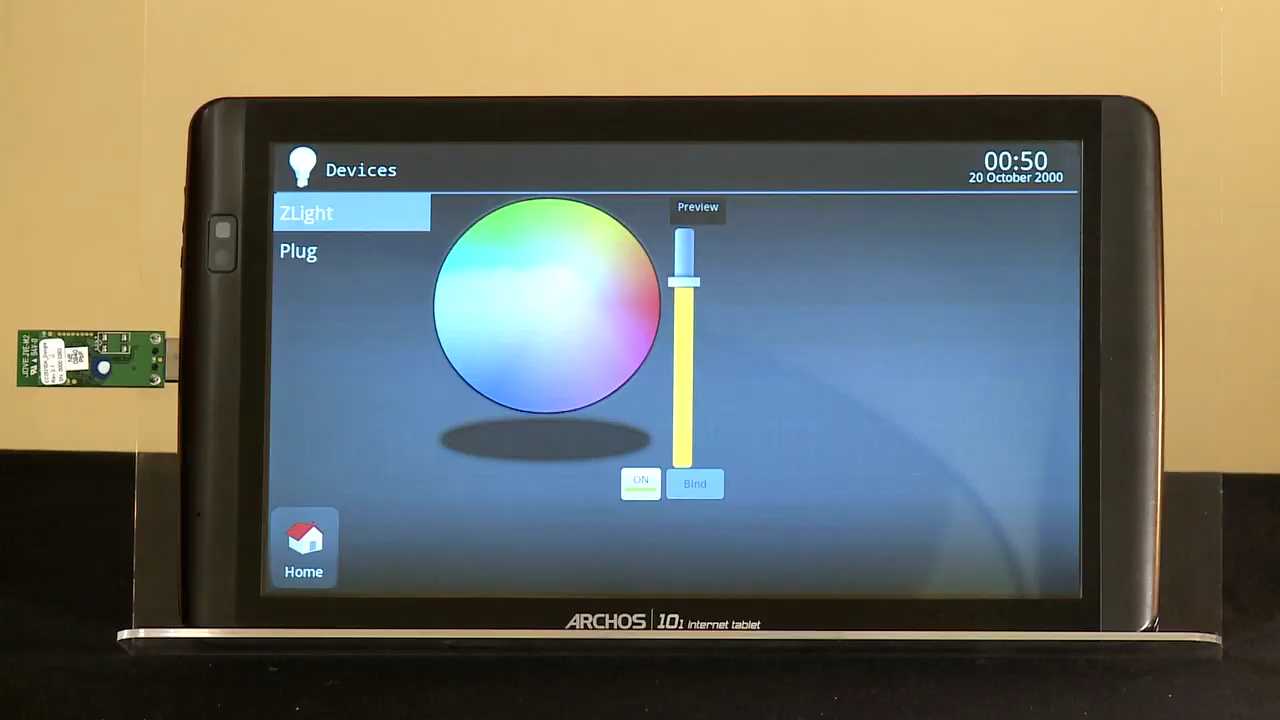 Devices
00:50
20 October 2000
ZLight
Plug
Preview
ON
Bind
Home
ARCHOS 101 internet tablet